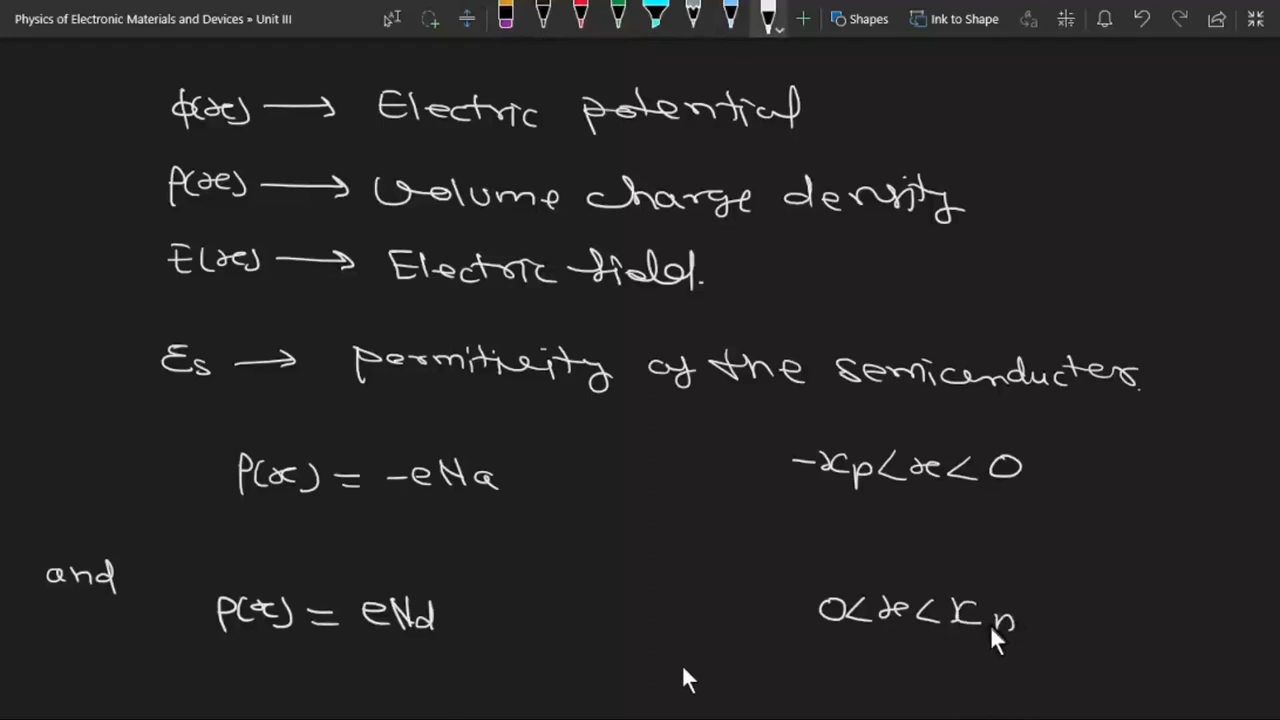 Physics of Electronic Materials and Devices » Unit III
Shapes
Ink to Shape
ϕ(x) → Electric potential
ρ(x) → Volume charge density
E(x) → Electric field.
εs → permitivity of the semiconductor.
ρ(x) = -eNa -xp<x<0
and
ρ(x) = eNd 0<x<xn